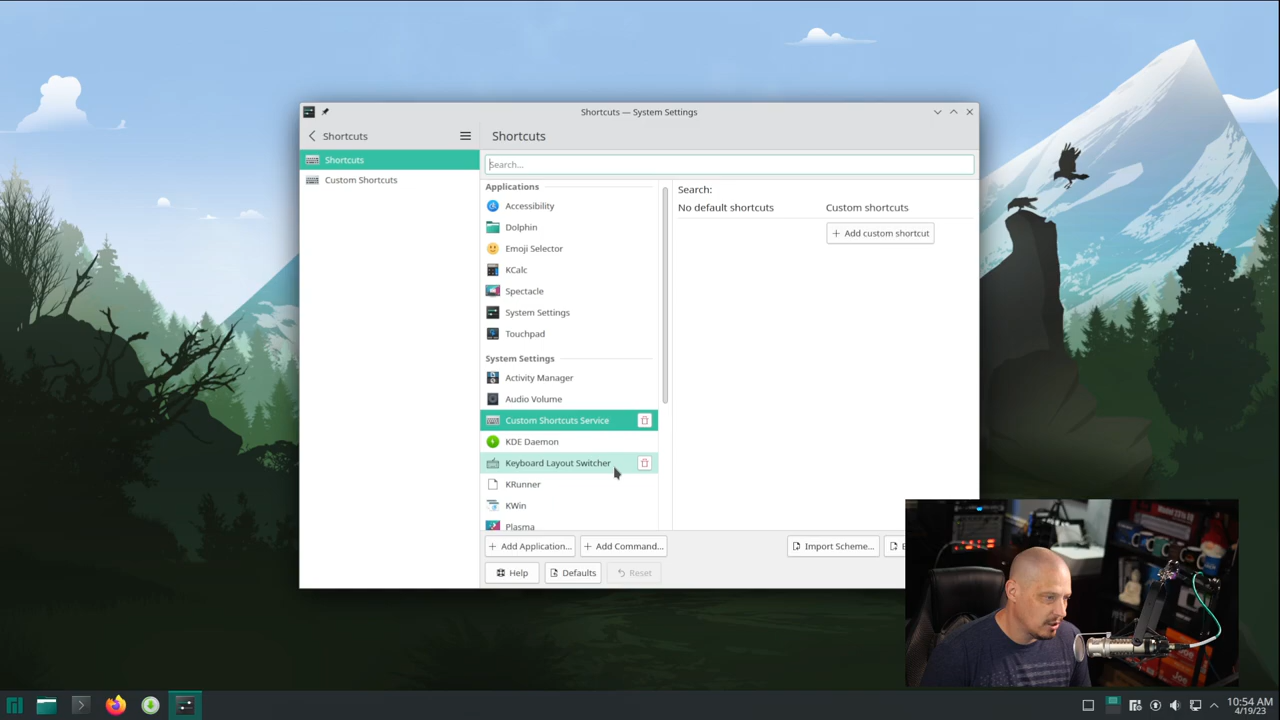 Shortcuts — System Settings
Shortcuts
Shortcuts
Custom Shortcuts
Shortcuts
Search...
Applications
Accessibility
Dolphin
Emoji Selector
KCalc
Spectacle
System Settings
Touchpad
System Settings
Activity Manager
Audio Volume
Custom Shortcuts Service
KDE Daemon
Keyboard Layout Switcher
KRunner
KWin
Plasma
Search:
No default shortcuts
Custom shortcuts
Add custom shortcut
Add Application...
Add Command...
Import Scheme...
Help
Defaults
Reset
10:54 AM
4/19/23